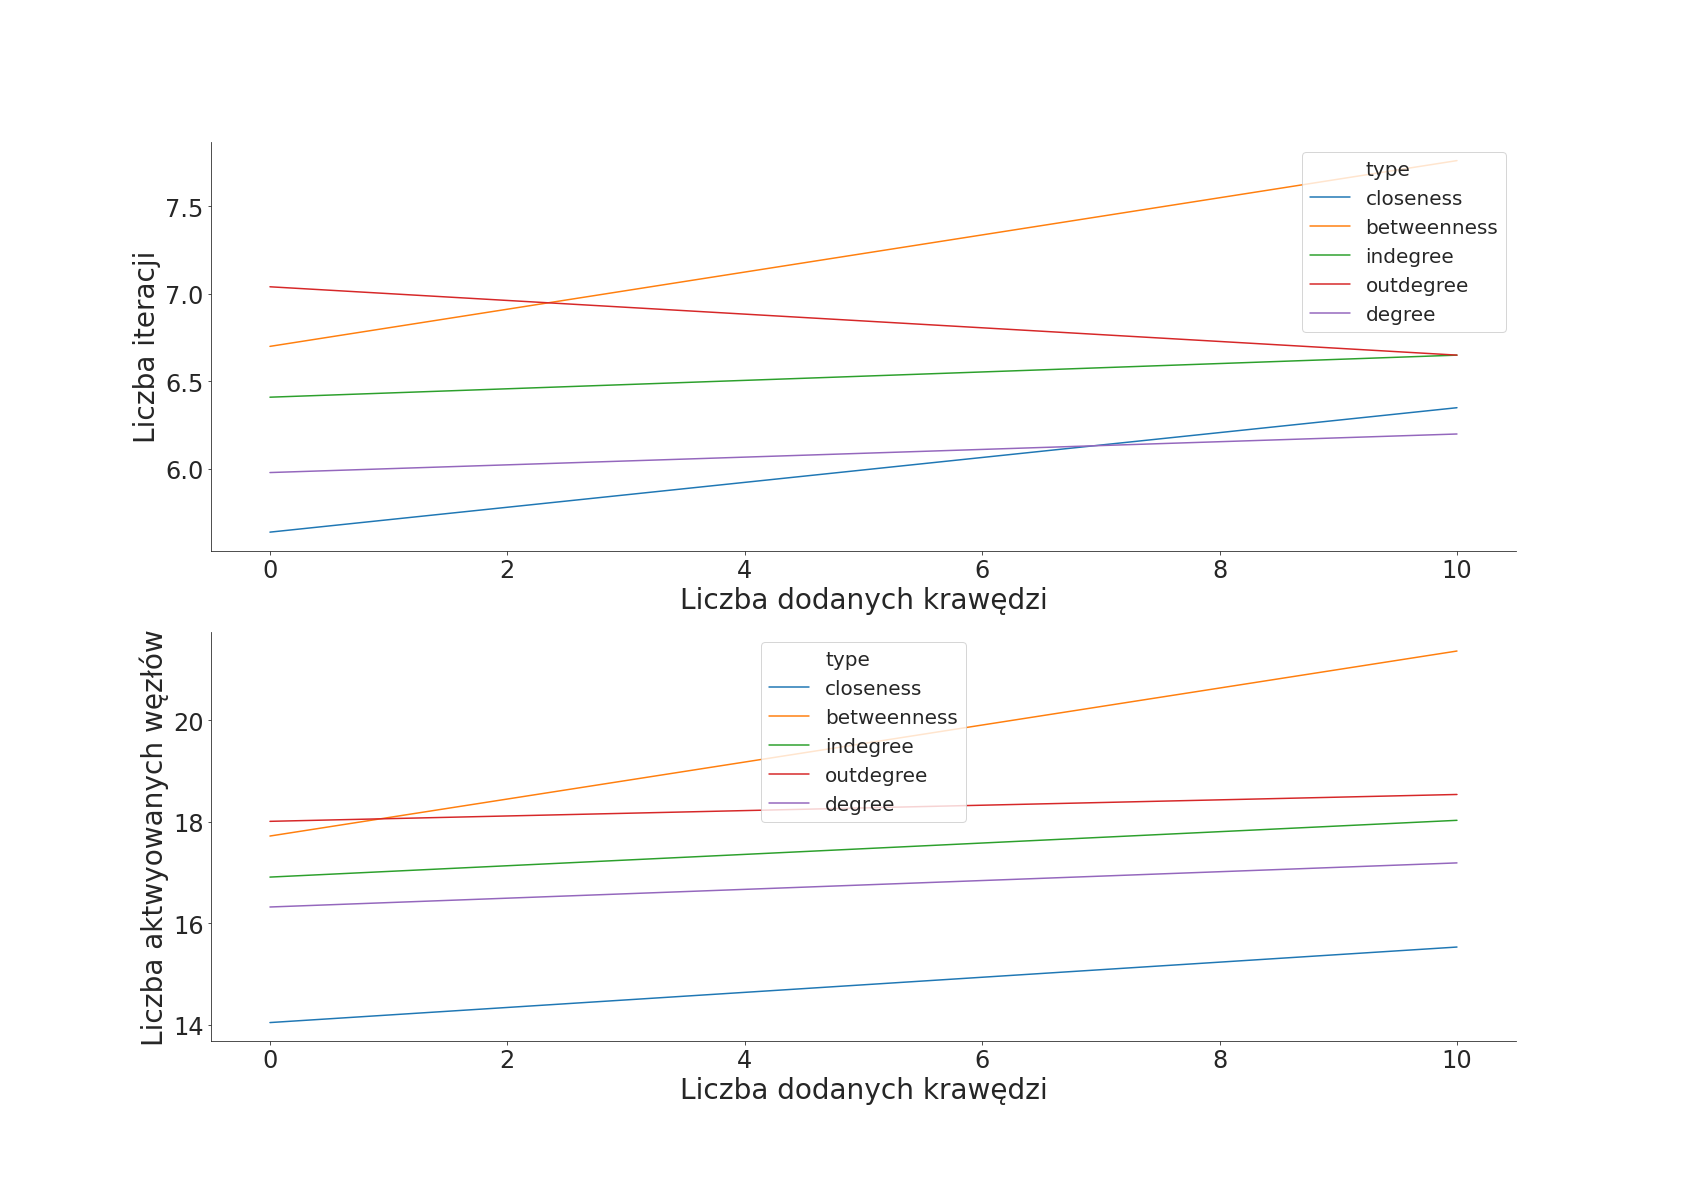 Liczba iteracji
7.5
7.0
6.5
6.0
type
closeness
betweenness
indegree
outdegree
degree
0 2 4 6 8 10
Liczba dodanych krawędzi
Liczba aktwyowanych węzłów
20
18
16
14
type
closeness
betweenness
indegree
outdegree
degree
0 2 4 6 8 10
Liczba dodanych krawędzi